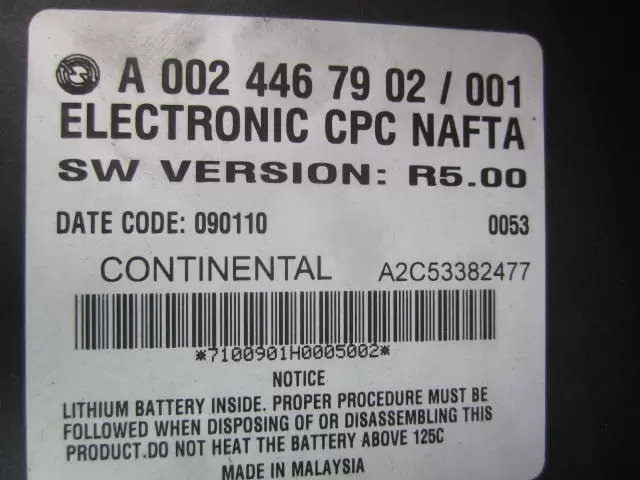 A 002 446 79 02 / 001
ELECTRONIC CPC NAFTA
SW VERSION: R5.00
DATE CODE: 090110 0053
CONTINENTAL A2C53382477
*7100901H0005002*
NOTICE
LITHIUM BATTERY INSIDE. PROPER PROCEDURE MUST BE
FOLLOWED WHEN DISPOSING OF OR DISASSEMBLING THIS
PRODUCT.DO NOT HEAT THE BATTERY ABOVE 125C
MADE IN MALAYSIA